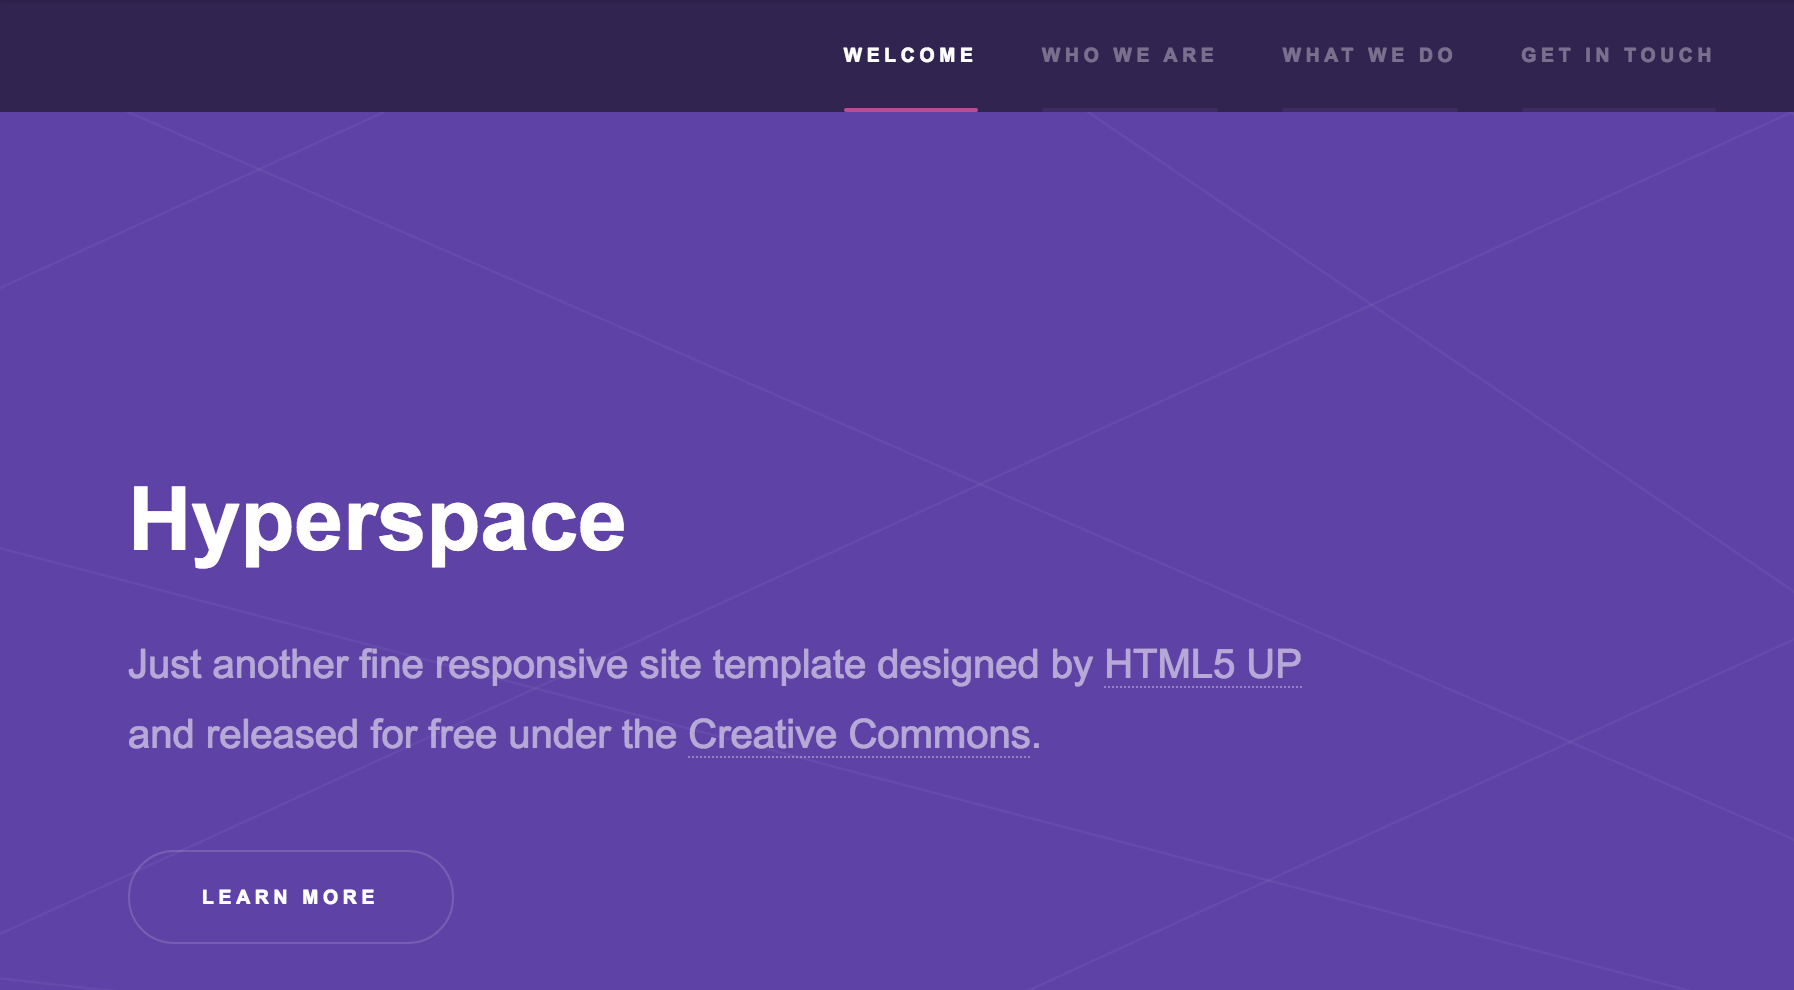 WELCOME WHO WE ARE WHAT WE DO GET IN TOUCH
Hyperspace
Just another fine responsive site template designed by HTML5 UP
and released for free under the Creative Commons.
LEARN MORE